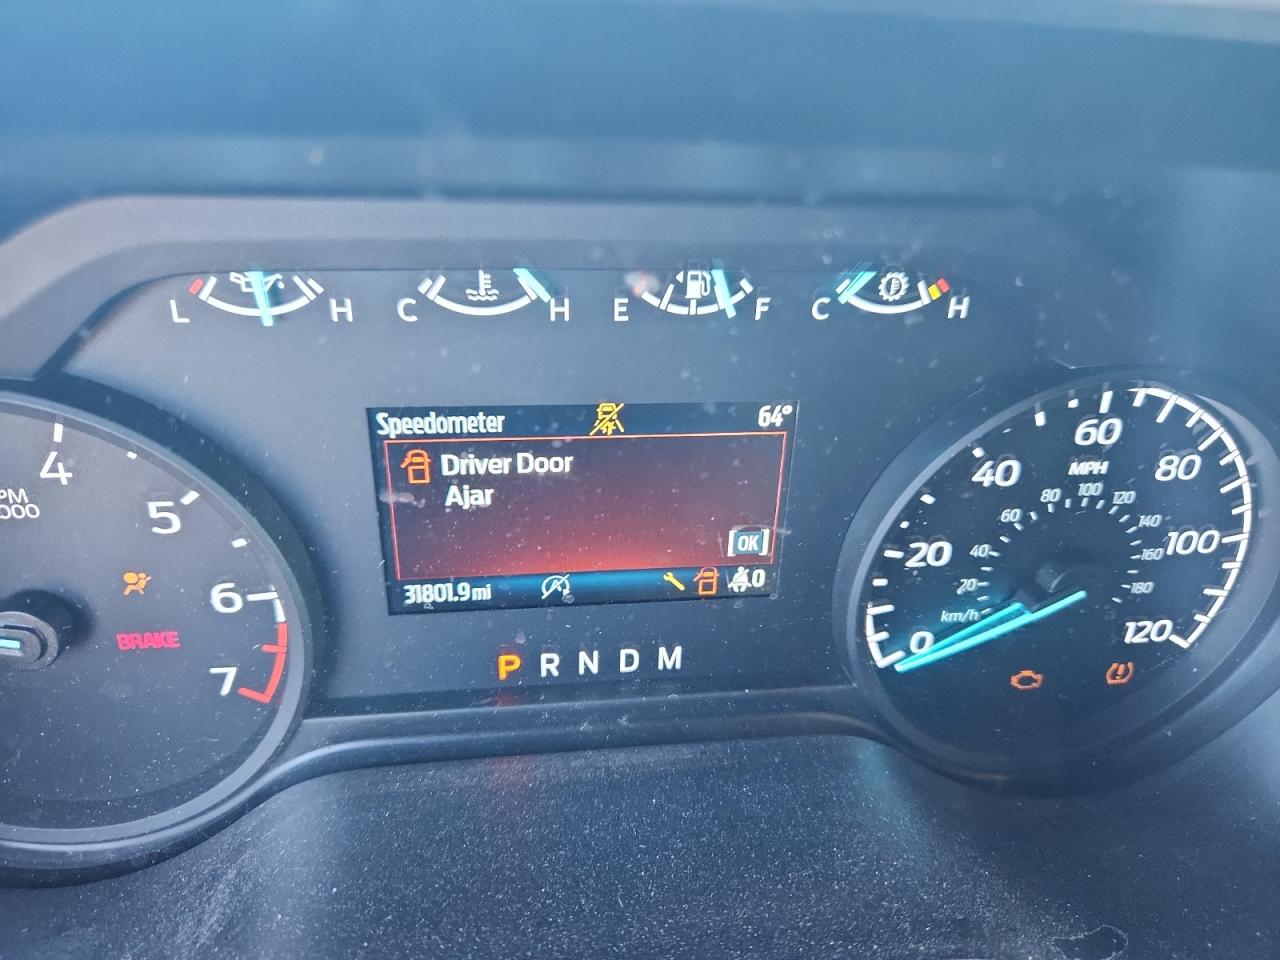 L H C H E F C H
Speedometer 64°
Driver Door
Ajar
[OK]
31801.9 mi 0
P R N D M
4
5
6
7
BRAKE
0 20 40 60 80 100 120
MPH
20 40 60 80 100 120 140 160 180
km/h